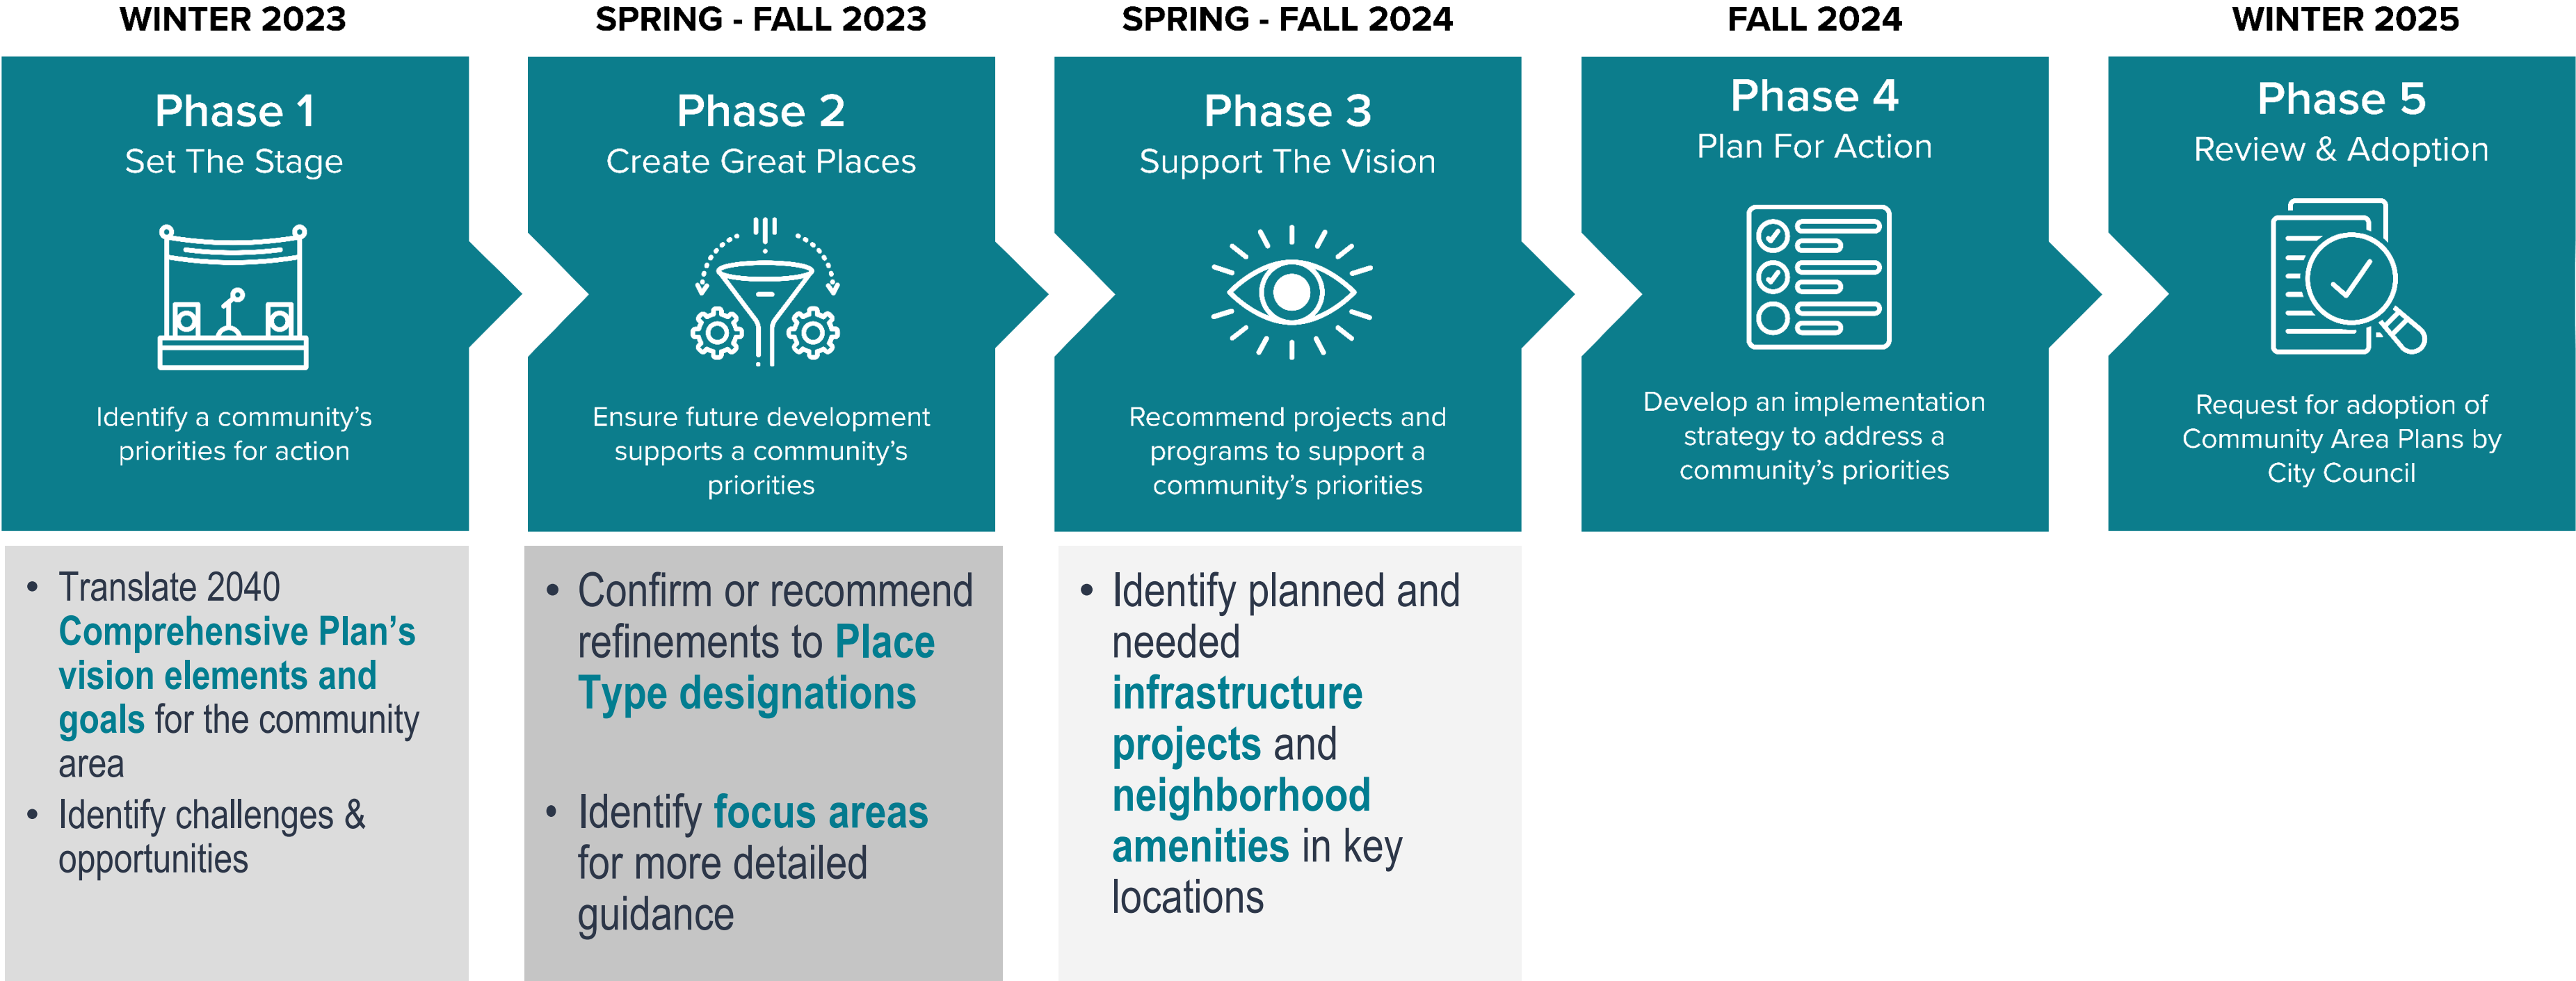 WINTER 2023
SPRING - FALL 2023
SPRING - FALL 2024
FALL 2024
WINTER 2025
Phase 1
Set The Stage
Identify a community’s
priorities for action
Phase 2
Create Great Places
Ensure future development
supports a community’s
priorities
Phase 3
Support The Vision
Recommend projects and
programs to support a
community’s priorities
Phase 4
Plan For Action
Develop an implementation
strategy to address a
community’s priorities
Phase 5
Review & Adoption
Request for adoption of
Community Area Plans by
City Council
• Translate 2040
Comprehensive Plan’s
vision elements and
goals for the community
area
• Identify challenges &
opportunities
• Confirm or recommend
refinements to Place
Type designations
• Identify focus areas
for more detailed
guidance
• Identify planned and
needed
infrastructure
projects and
neighborhood
amenities in key
locations